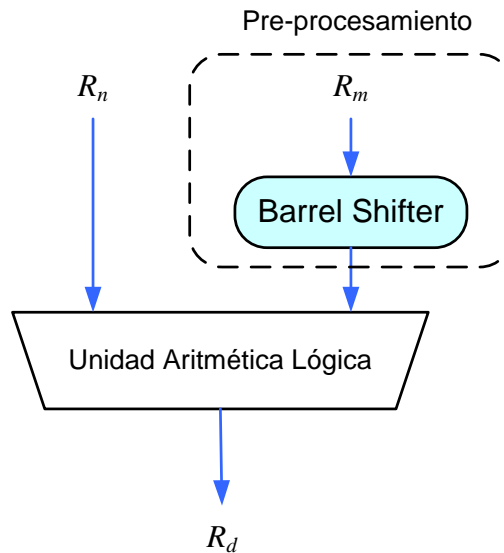 Pre-procesamiento
Rn
Rm
Barrel Shifter
Unidad Aritmética Lógica
Rd